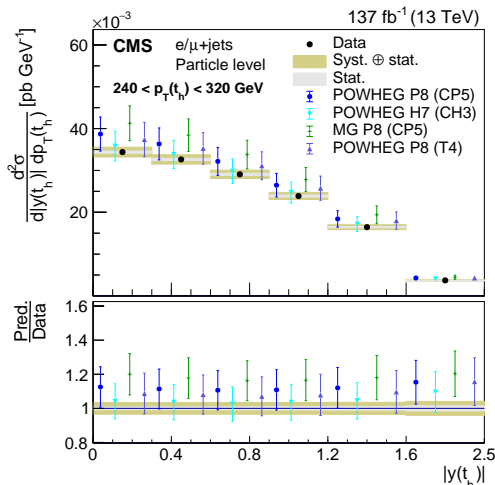 ×10⁻³
137 fb⁻¹ (13 TeV)
CMS e/μ+jets
Particle level
240 < p_T(t_h) < 320 GeV
Data
Syst. ⊕ stat.
Stat.
POWHEG P8 (CP5)
POWHEG H7 (CH3)
MG P8 (CP5)
POWHEG P8 (T4)
d²σ
d|y(t_h)| dp_T(t_h) [pb GeV⁻¹]
60
40
20
0
Pred.
Data
1.6
1.4
1.2
1
0.8
0 0.4 0.8 1.2 1.6 2.5
|y(t_h)|